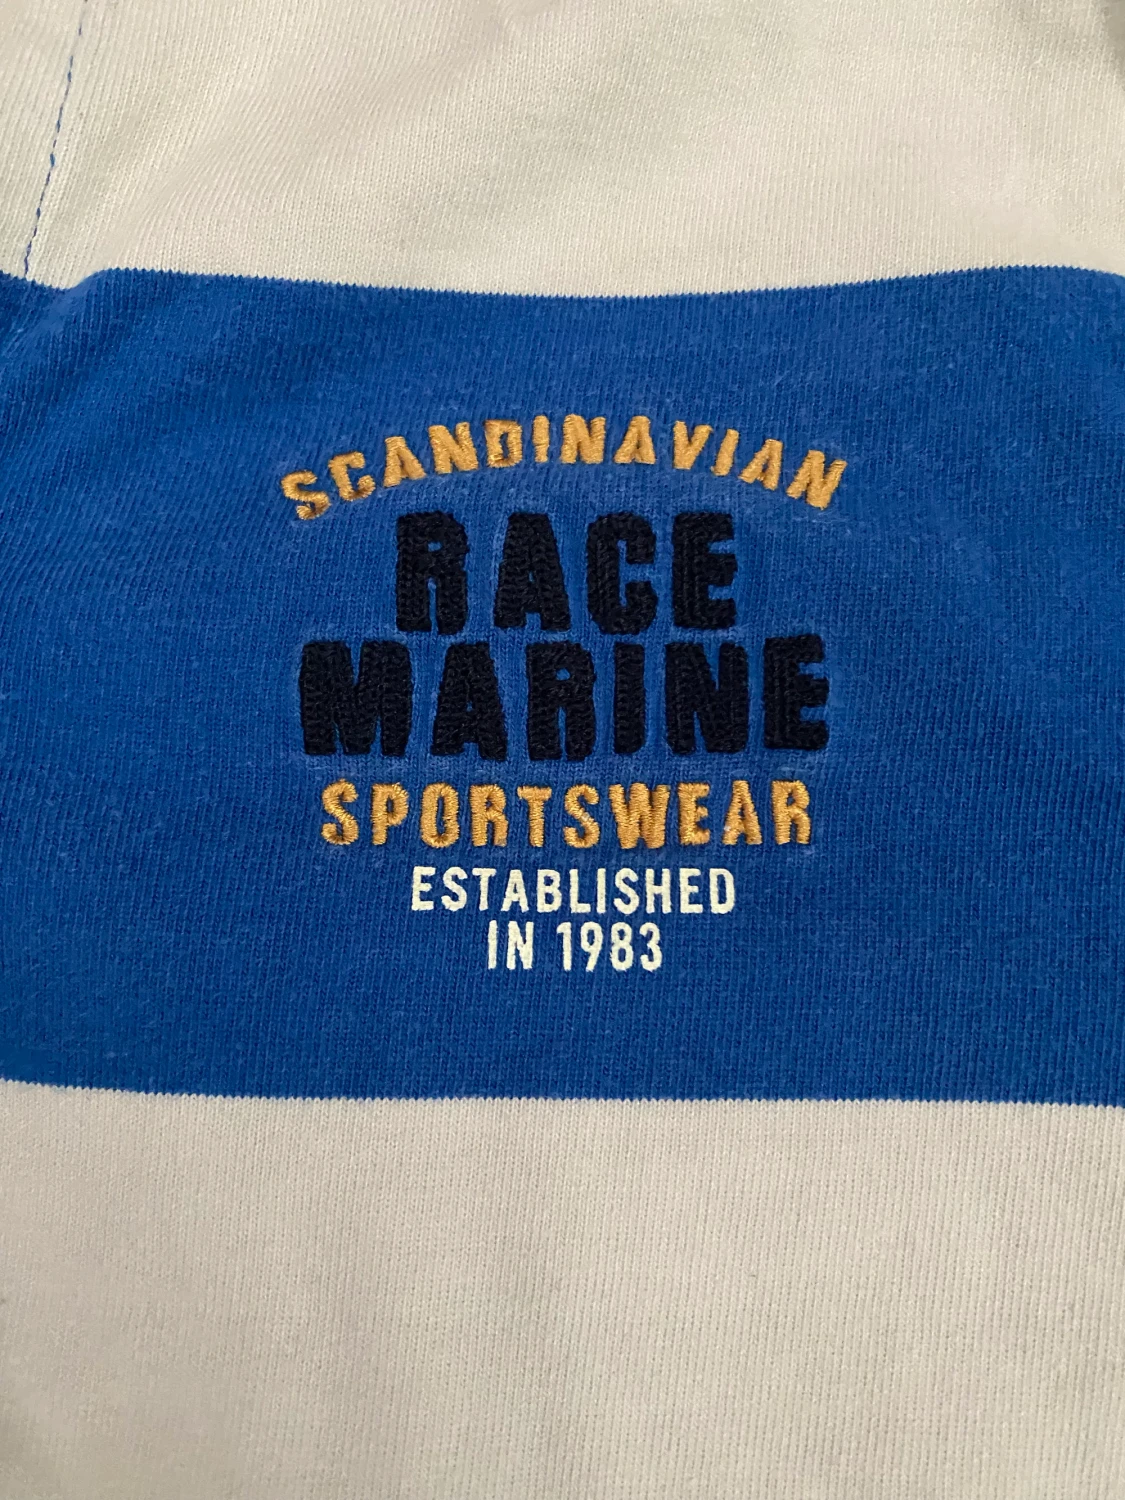 SCANDINAVIAN
RACE
MARINE
SPORTSWEAR
ESTABLISHED
IN 1983